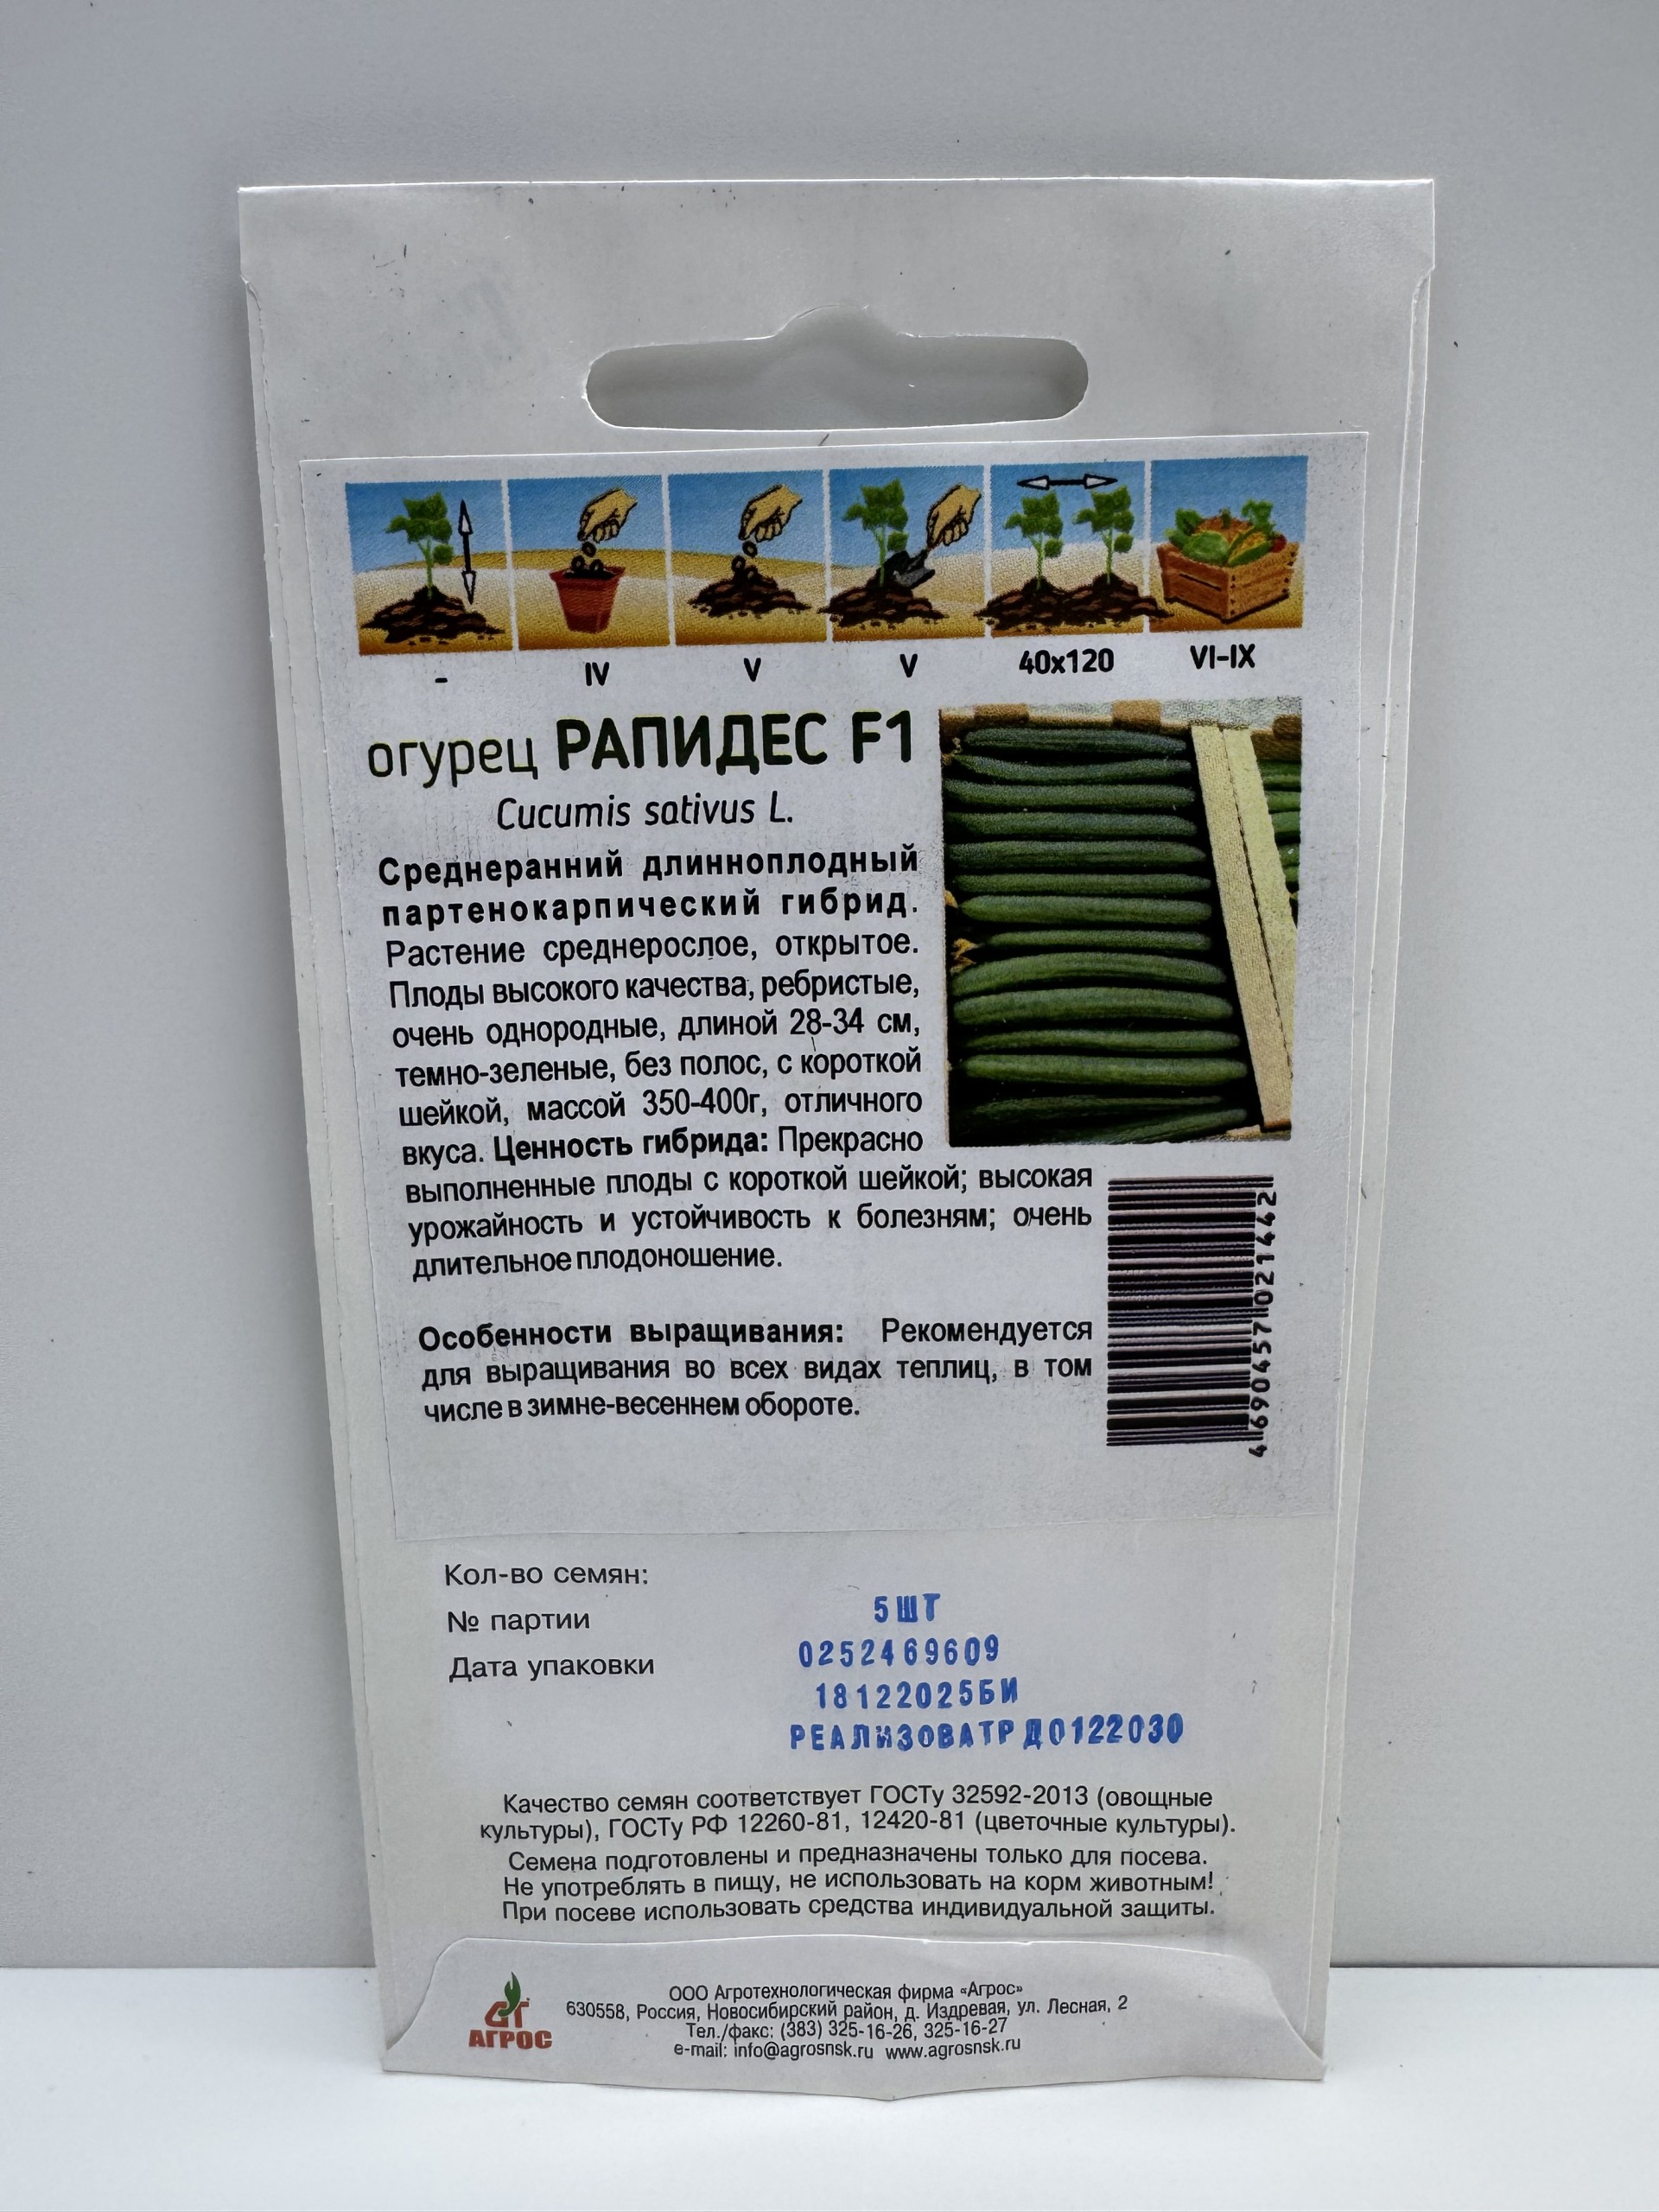 -
IV
V
V
40x120
VI-IX
огурец РАПИДЕС F1
Cucumis sativus L.
Среднеранний длинноплодный
партенокарпический гибрид.
Растение среднерослое, открытое.
Плоды высокого качества, ребристые,
очень однородные, длиной 28-34 см,
темно-зеленые, без полос, с короткой
шейкой, массой 350-400г, отличного
вкуса. Ценность гибрида: Прекрасно
выполненные плоды с короткой шейкой; высокая
урожайность и устойчивость к болезням; очень
длительное плодоношение.
Особенности выращивания: Рекомендуется
для выращивания во всех видах теплиц, в том
числе в зимне-весеннем обороте.
4690457021442
Кол-во семян:
№ партии
Дата упаковки
5ШТ
0252469609
18122025БИ
РЕАЛИЗОВАТР ДО122030
Качество семян соответствует ГОСТу 32592-2013 (овощные
культуры), ГОСТу РФ 12260-81, 12420-81 (цветочные культуры).
Семена подготовлены и предназначены только для посева.
Не употреблять в пищу, не использовать на корм животным!
При посеве использовать средства индивидуальной защиты.
АГРОС
ООО Агротехнологическая фирма «Агрос»
630558, Россия, Новосибирский район, д. Издревая, ул. Лесная, 2
Тел./факс: (383) 325-16-26, 325-16-27
e-mail: info@agrosnsk.ru www.agrosnsk.ru